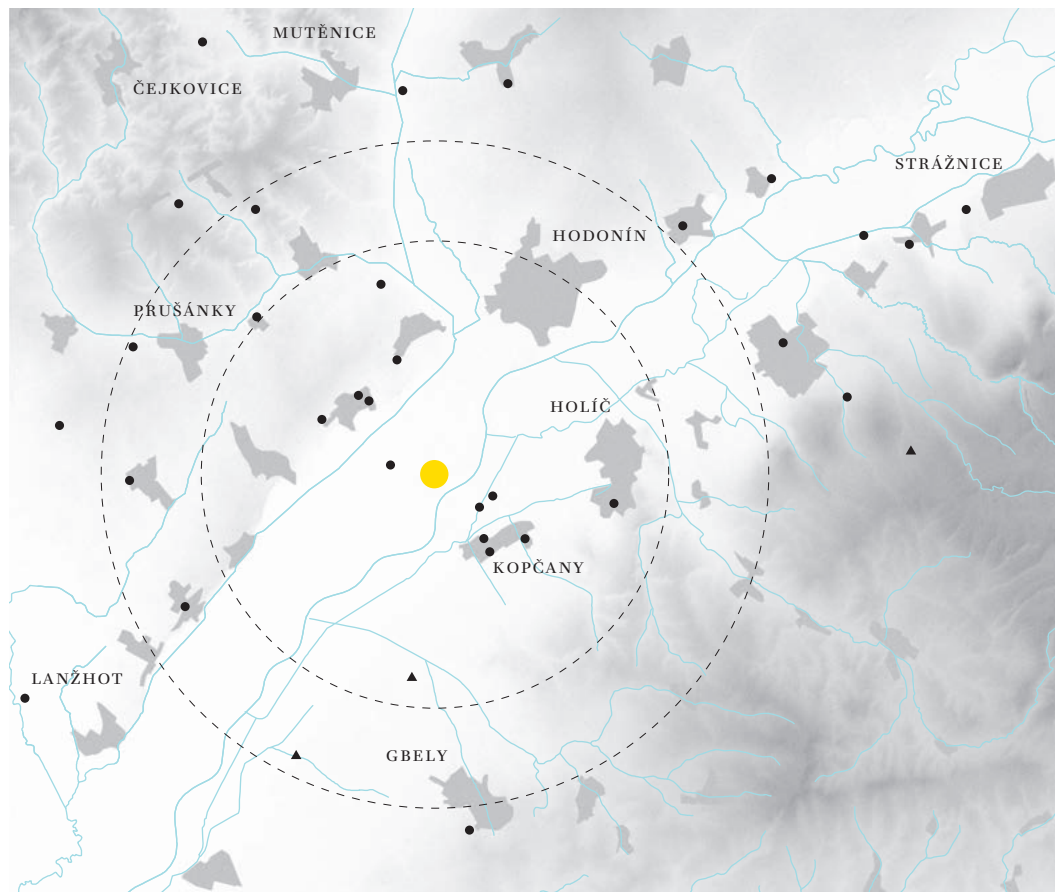 MUTĚNICE
ČEJKOVICE
STRÁŽNICE
HODONÍN
PRUŠÁNKY
HOLÍČ
KOPČANY
LANŽHOT
GBELY